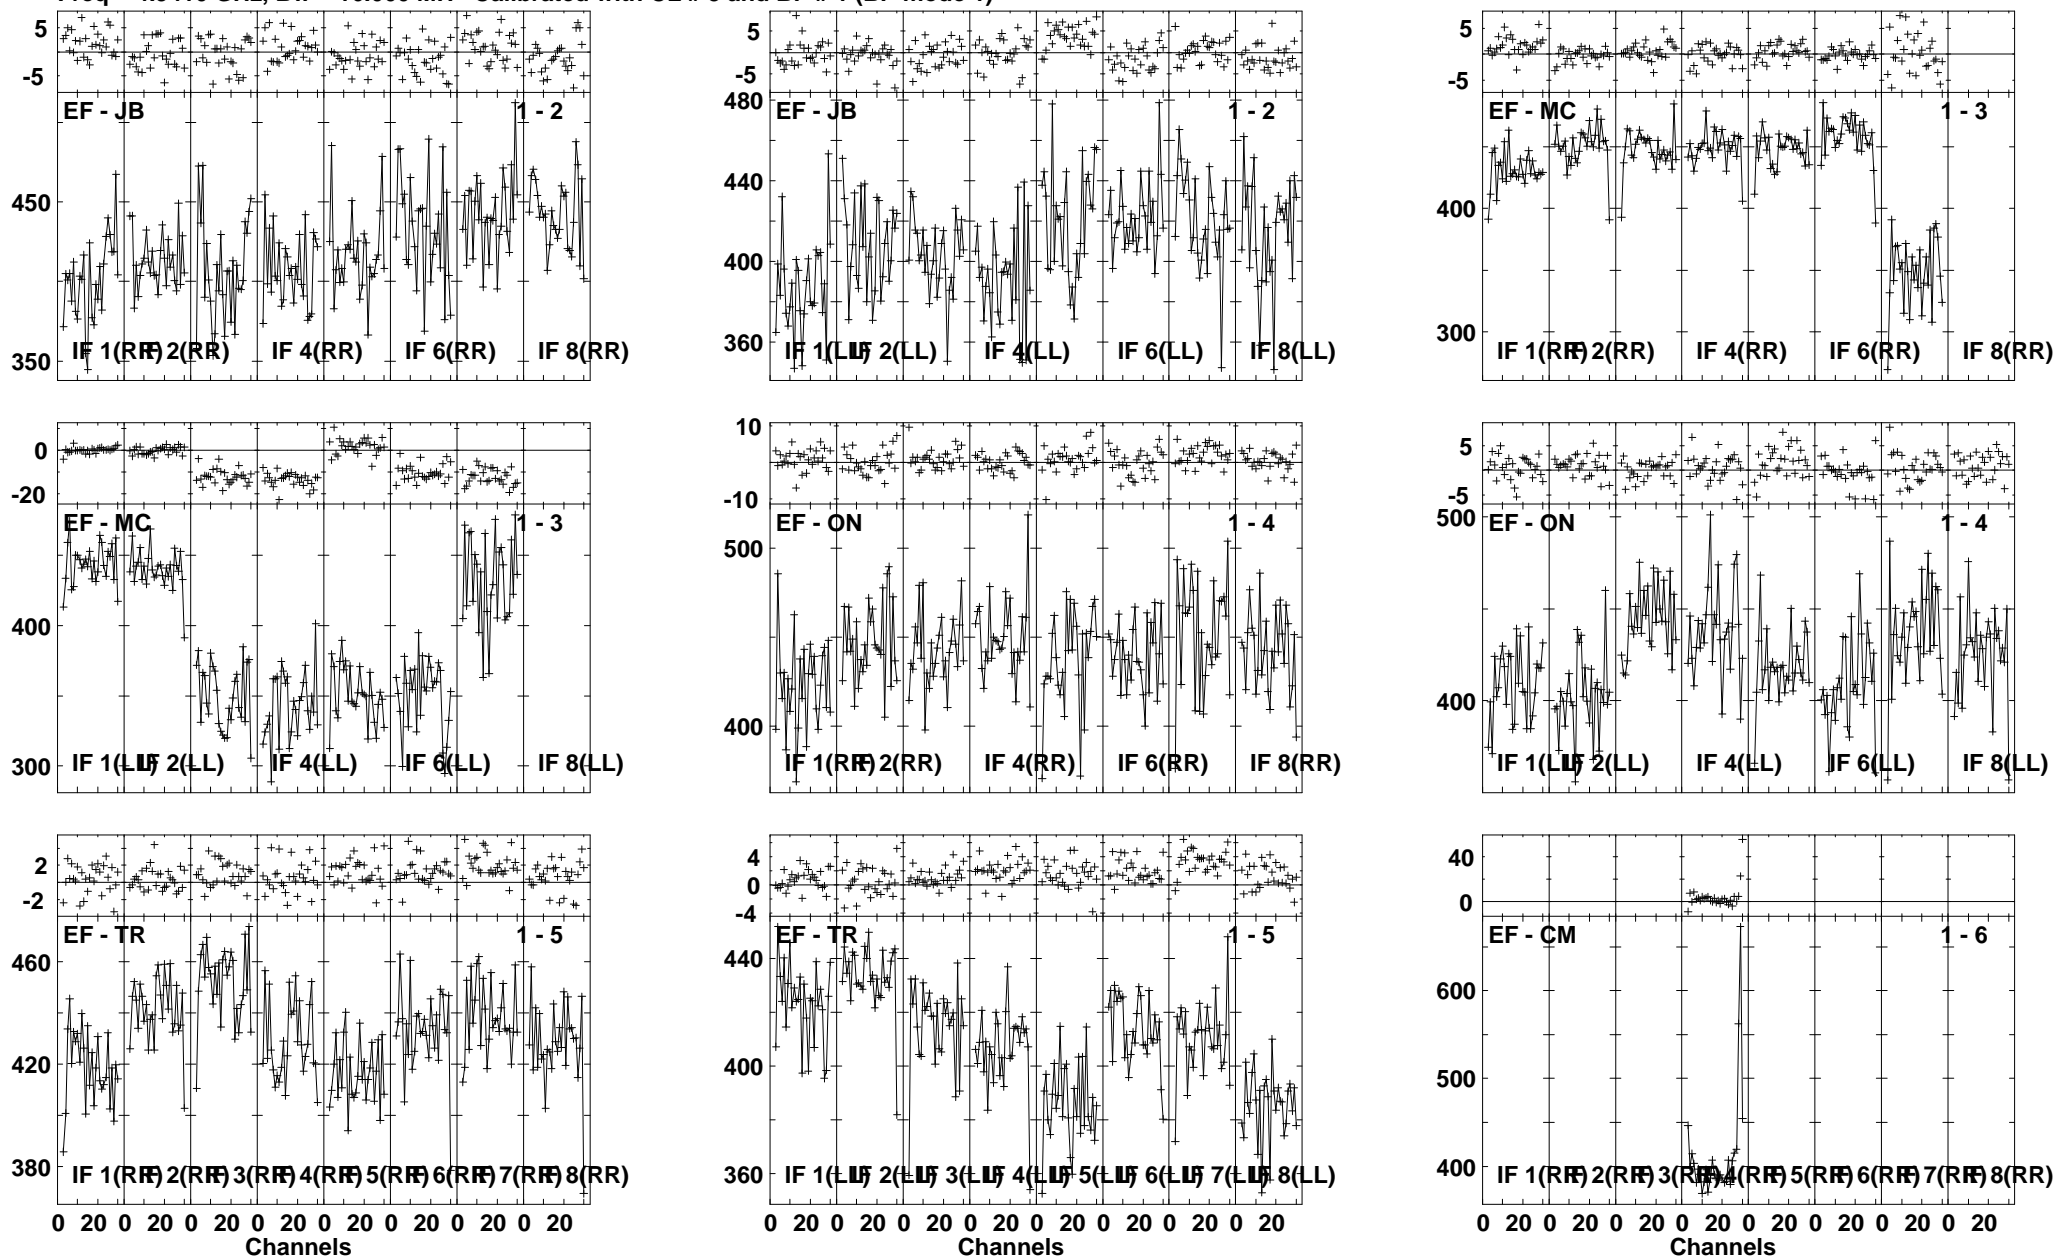 5 5 5
-5 -5 -5
EF - JB 1 - 2 480 EF - JB 1 - 2 EF - MC 1 - 3
450 440 400
400
350 360 300
IF 1(RR) IF 2(RR) IF 4(RR) IF 6(RR) IF 8(RR) IF 1(LL) IF 2(LL) IF 4(LL) IF 6(LL) IF 8(LL) IF 1(RR) IF 2(RR) IF 4(RR) IF 6(RR) IF 8(RR)
0 10 5
-20 -10 -5
EF - MC 1 - 3 EF - ON 1 - 4 EF - ON 1 - 4
500 500
400 400 400
300
IF 1(LL) IF 2(LL) IF 4(LL) IF 6(LL) IF 8(LL) IF 1(RR) IF 2(RR) IF 4(RR) IF 6(RR) IF 8(RR) IF 1(LL) IF 2(LL) IF 4(LL) IF 6(LL) IF 8(LL)
2 4 40
-2 0 0
-4
EF - TR 1 - 5 EF - TR 1 - 5 EF - CM 1 - 6
460 440 600
420 400 500
380 360 400
IF 1(RR) IF 2(RR) IF 3(RR) IF 4(RR) IF 5(RR) IF 6(RR) IF 7(RR) IF 8(RR) IF 1(LL) IF 2(LL) IF 3(LL) IF 4(LL) IF 5(LL) IF 6(LL) IF 7(LL) IF 8(LL) IF 1(RR) IF 2(RR) IF 3(RR) IF 4(RR) IF 5(RR) IF 6(RR) IF 7(RR) IF 8(RR)
0 20 0 20 0 20 0 20 0 20 0 20 0 20 0 20 0 20 0 20 0 20 0 20 0 20 0 20 0 20 0 20 0 20 0 20 0 20 0 20 0 20 0 20 0 20 0 20
Channels Channels Channels